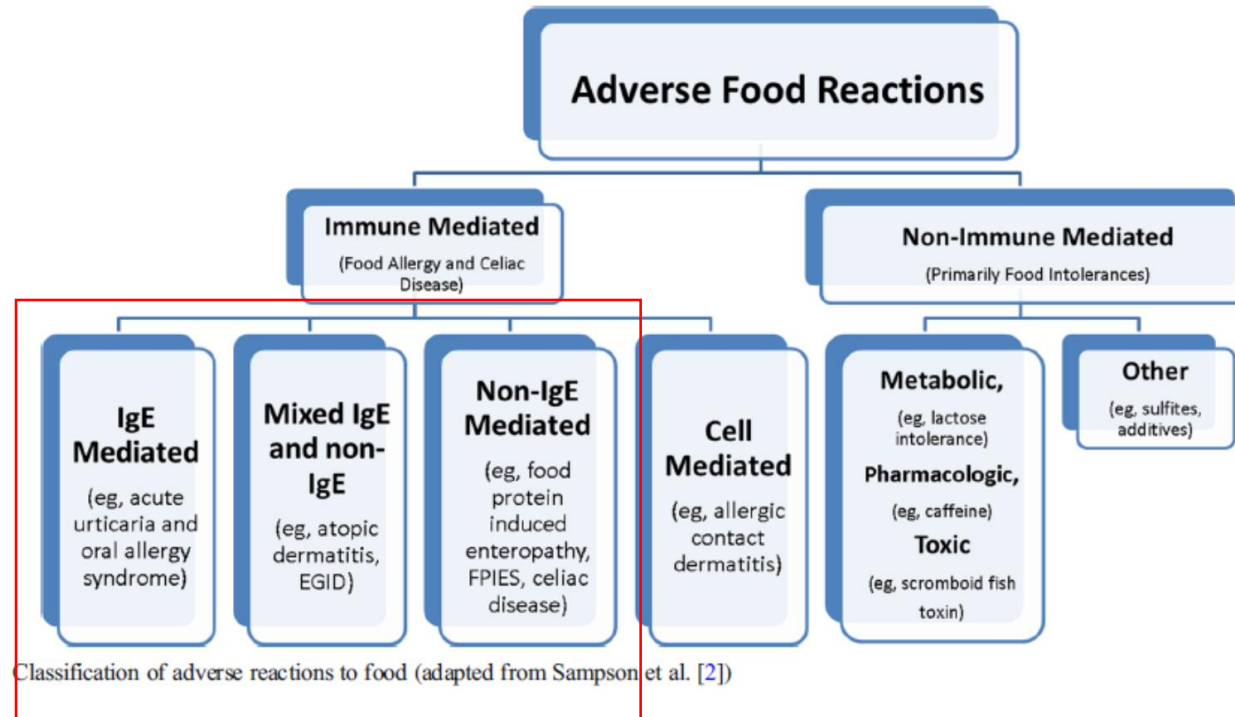 Adverse Food Reactions
Immune Mediated
(Food Allergy and Celiac
Disease)
Non-Immune Mediated
(Primarily Food Intolerances)
IgE
Mediated
(eg, acute
urticaria and
oral allergy
syndrome)
Mixed IgE
and non-
IgE
(eg, atopic
dermatitis,
EGID)
Non-IgE
Mediated
(eg, food
protein
induced
enteropathy,
FPIES, celiac
disease)
Cell
Mediated
(eg, allergic
contact
dermatitis)
Metabolic,
(eg, lactose
intolerance)
Pharmacologic,
(eg, caffeine)
Toxic
(eg, scromboid fish
toxin)
Other
(eg, sulfites,
additives)
Classification of adverse reactions to food (adapted from Sampson et al. [2])